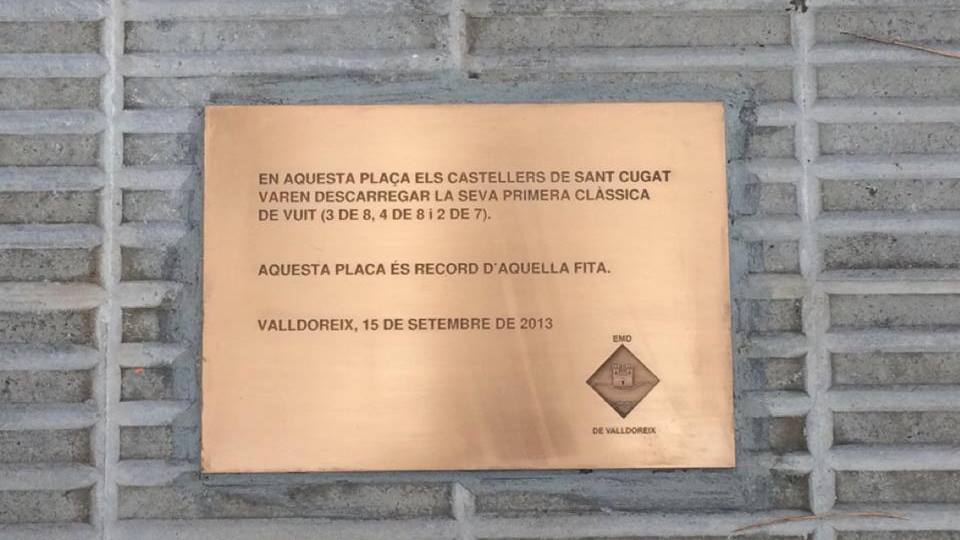 EN AQUESTA PLAÇA ELS CASTELLERS DE SANT CUGAT
VAREN DESCARREGAR LA SEVA PRIMERA CLÀSSICA
DE VUIT (3 DE 8, 4 DE 8 i 2 DE 7).
AQUESTA PLACA ÉS RECORD D'AQUELLA FITA.
VALLDOREIX, 15 DE SETEMBRE DE 2013
EMD
DE VALLDOREIX